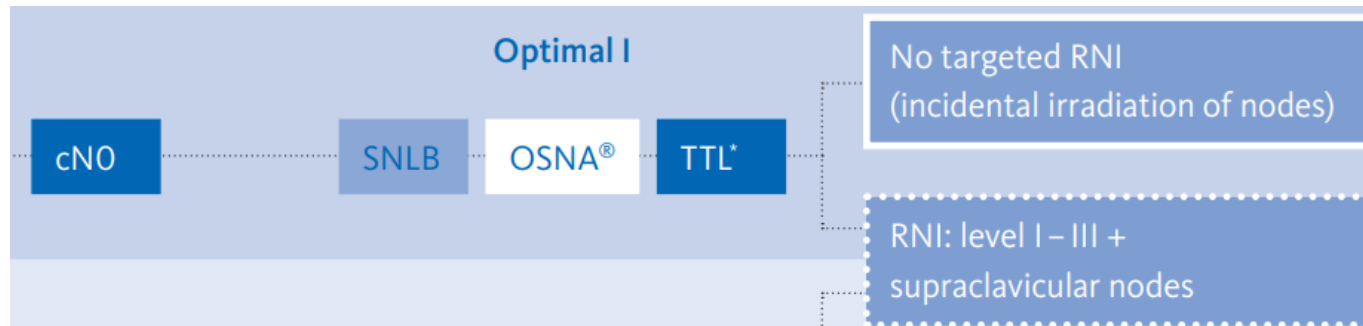 Optimal I
cN0
SNLB
OSNA®
TTL*
No targeted RNI
(incidental irradiation of nodes)
RNI: level I – III +
supraclavicular nodes